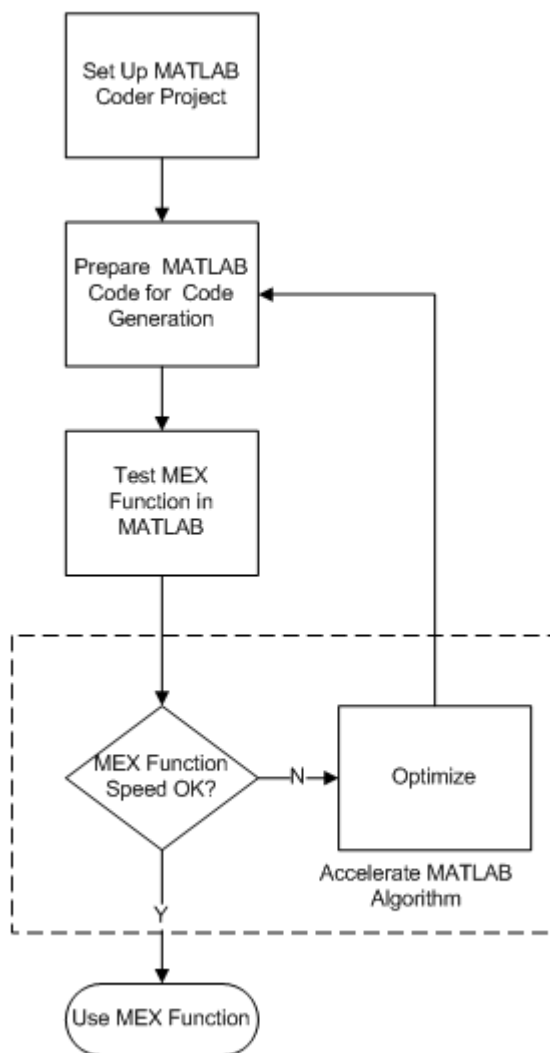 Set Up MATLAB
Coder Project
Prepare MATLAB
Code for Code
Generation
Test MEX
Function in
MATLAB
MEX Function
Speed OK?
N
Optimize
Accelerate MATLAB
Algorithm
Y
Use MEX Function